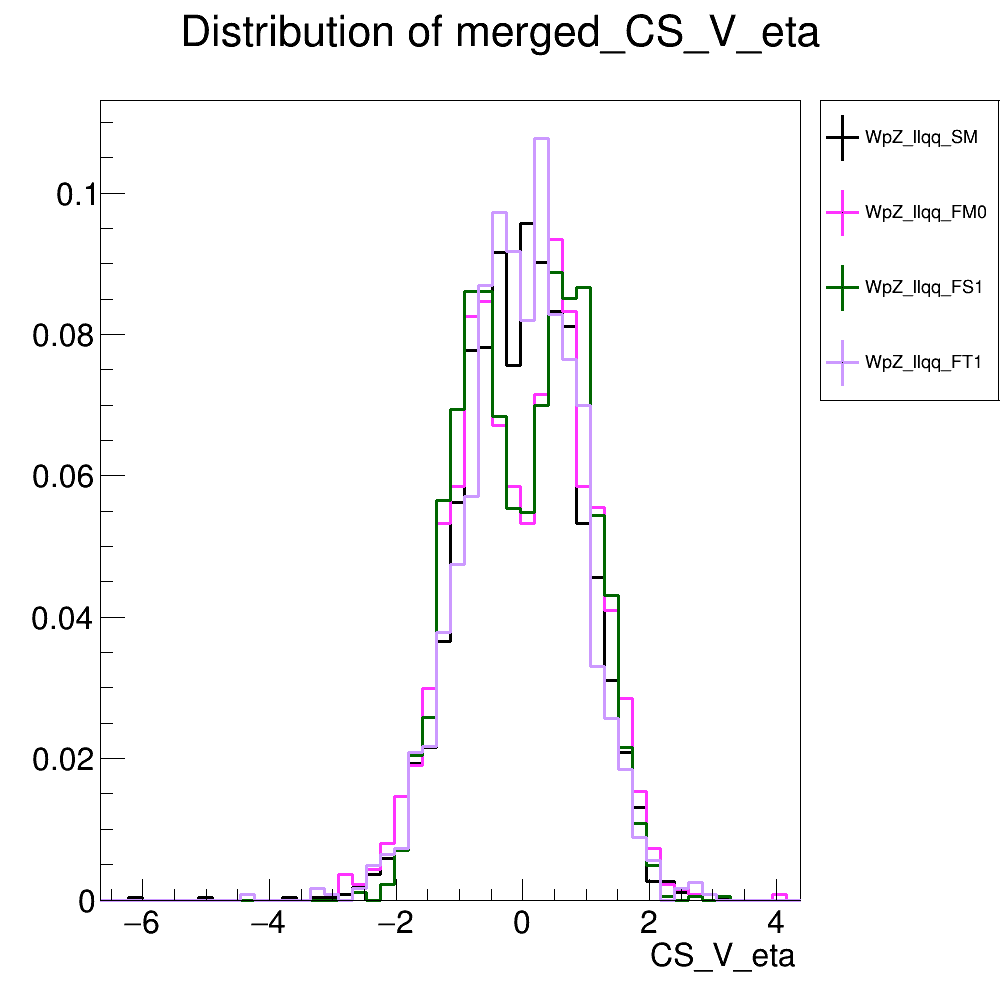 Distribution of merged_CS_V_eta
WpZ_llqq_SM
WpZ_llqq_FM0
WpZ_llqq_FS1
WpZ_llqq_FT1
0.1
0.08
0.06
0.04
0.02
0
−6 −4 −2 0 2 4
CS_V_eta